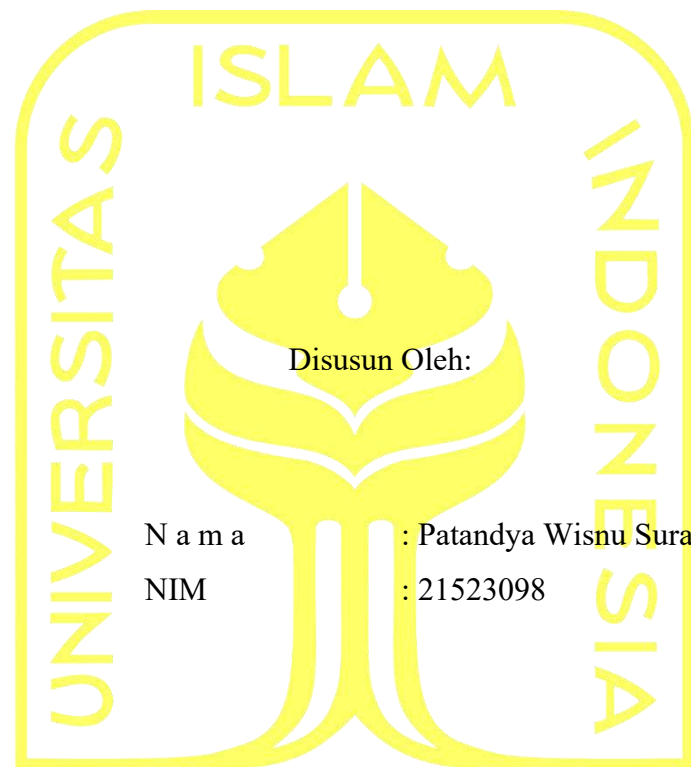 UNIVERSITAS
ISLAM
INDONESIA
Disusun Oleh:
N a m a : Patandya Wisnu Sura
NIM : 21523098